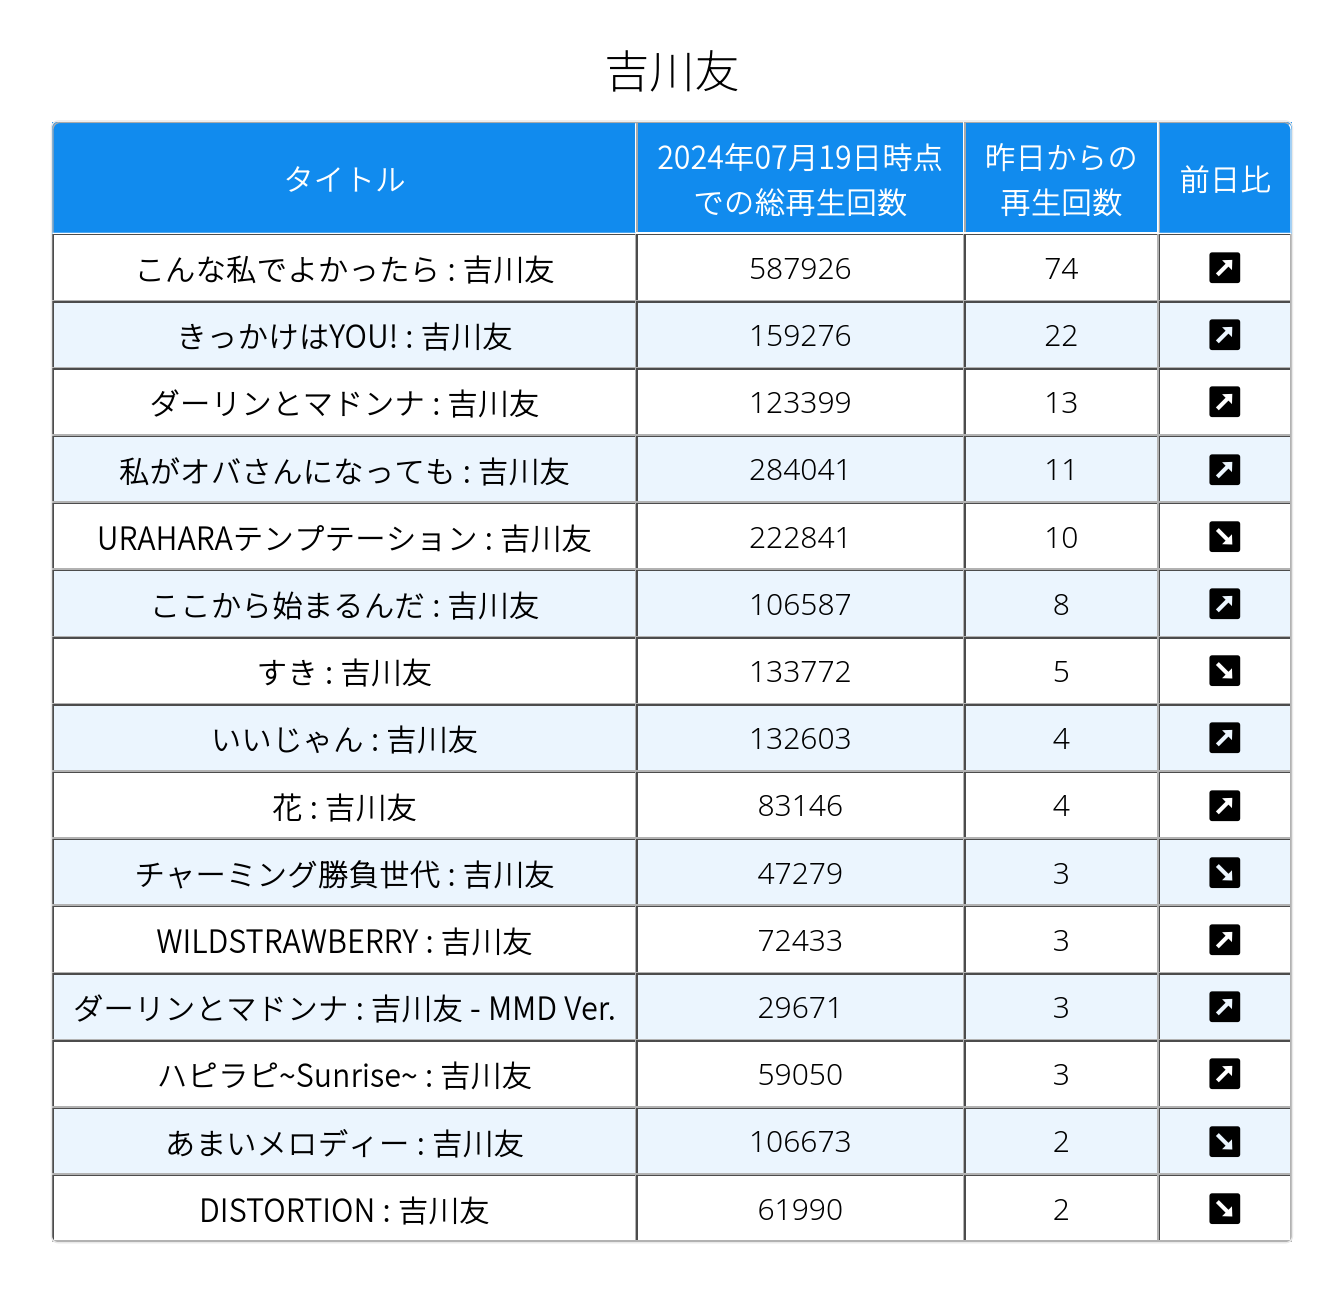 吉川友
タイトル 2024年07月19日時点での総再生回数 昨日からの再生回数 前日比
こんな私でよかったら : 吉川友 587926 74 ↗
きっかけはYOU! : 吉川友 159276 22 ↗
ダーリンとマドンナ : 吉川友 123399 13 ↗
私がオバさんになっても : 吉川友 284041 11 ↗
URAHARAテンプテーション : 吉川友 222841 10 ↘
ここから始まるんだ : 吉川友 106587 8 ↗
すき : 吉川友 133772 5 ↘
いいじゃん : 吉川友 132603 4 ↗
花 : 吉川友 83146 4 ↗
チャーミング勝負世代 : 吉川友 47279 3 ↘
WILDSTRAWBERRY : 吉川友 72433 3 ↗
ダーリンとマドンナ : 吉川友 - MMD Ver. 29671 3 ↗
ハピラピ~Sunrise~ : 吉川友 59050 3 ↗
あまいメロディー : 吉川友 106673 2 ↘
DISTORTION : 吉川友 61990 2 ↘